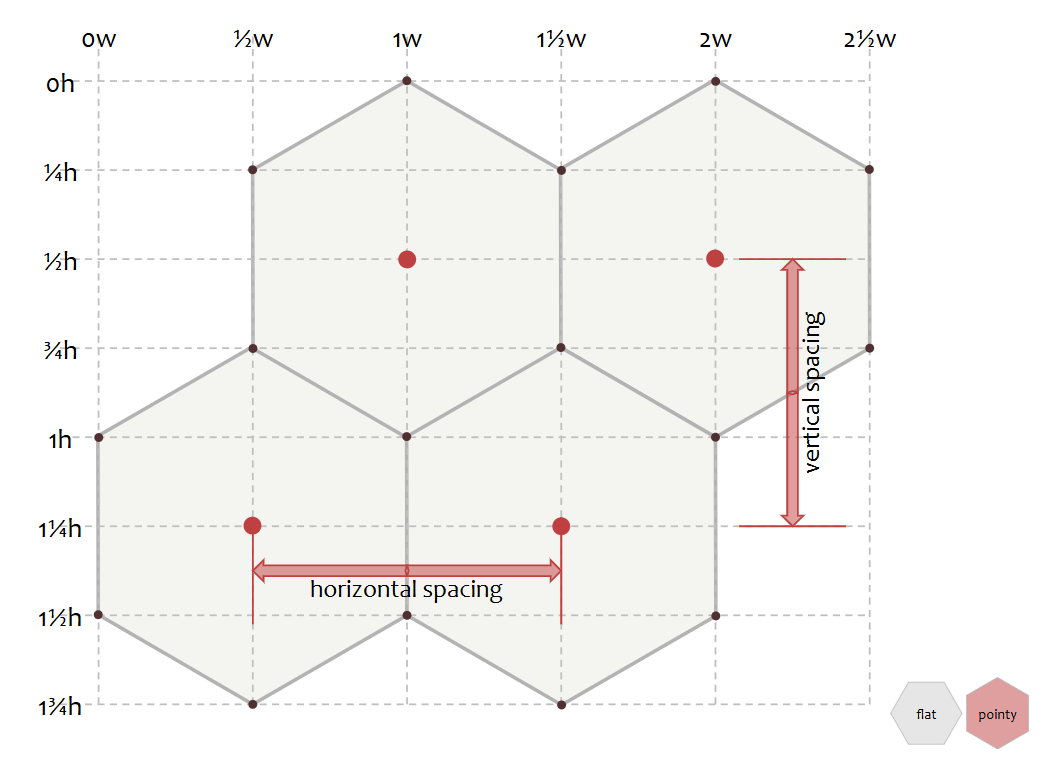 0w ½w 1w 1½w 2w 2½w
0h
¼h
½h
¾h
vertical spacing
1h
1¼h
horizontal spacing
1½h
1¾h
flat pointy